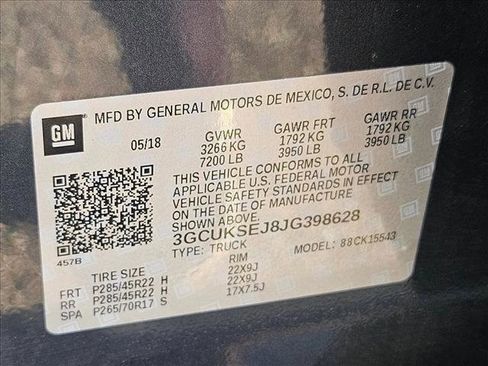 GM
MFD BY GENERAL MOTORS DE MEXICO, S. DE R.L. DE C.V.
05/18 GVWR GAWR FRT GAWR RR
3266 KG 1792 KG 1792 KG
7200 LB 3950 LB 3950 LB
THIS VEHICLE CONFORMS TO ALL
APPLICABLE U.S. FEDERAL MOTOR
VEHICLE SAFETY STANDARDS IN EFFECT
ON THE DATE OF MANUFACTURE
SHOWN ABOVE.
3GCUKSEJ8JG398628
TYPE: TRUCK MODEL: 88CK15543
457B
TIRE SIZE RIM
FRT P285/45R22 H 22X9J
RR P285/45R22 H 22X9J
SPA P265/70R17 S 17X7.5J